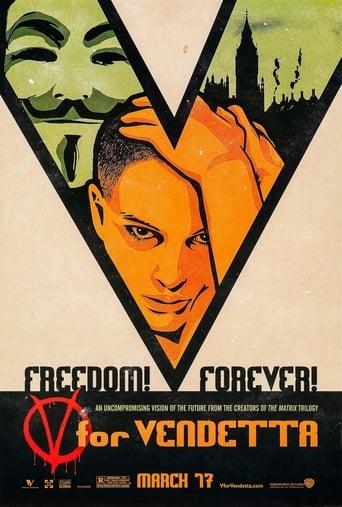 FREEDOM! FOREVER!
AN UNCOMPROMISING VISION OF THE FUTURE FROM THE CREATORS OF THE MATRIX TRILOGY
V for VENDETTA
R RESTRICTED
MARCH 17
VforVendetta.com